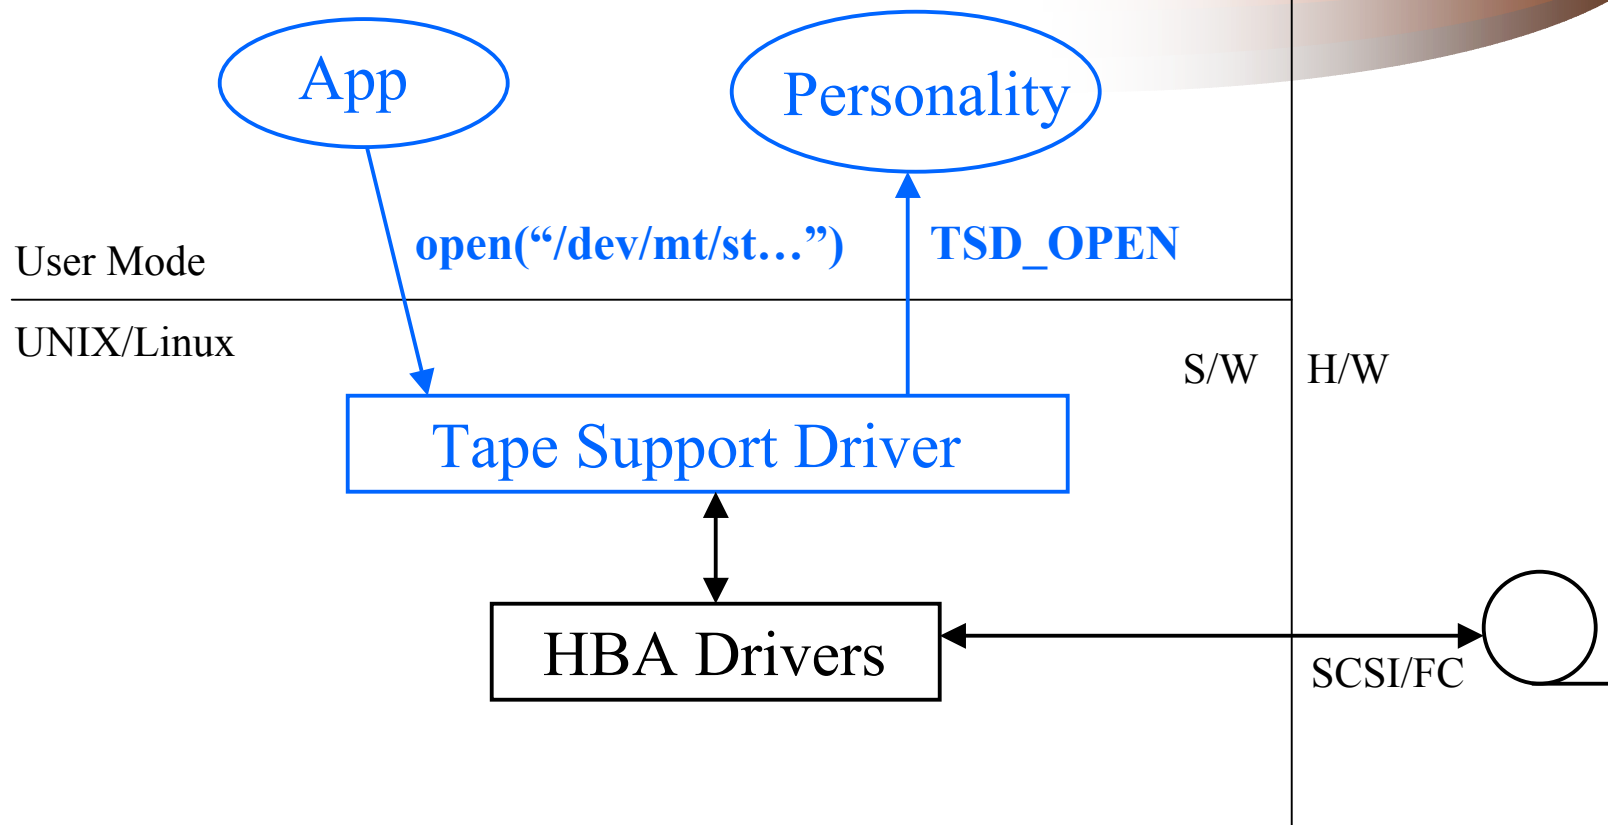 App
Personality
open(“/dev/mt/st…”)
TSD_OPEN
User Mode
UNIX/Linux
S/W
H/W
Tape Support Driver
HBA Drivers
SCSI/FC